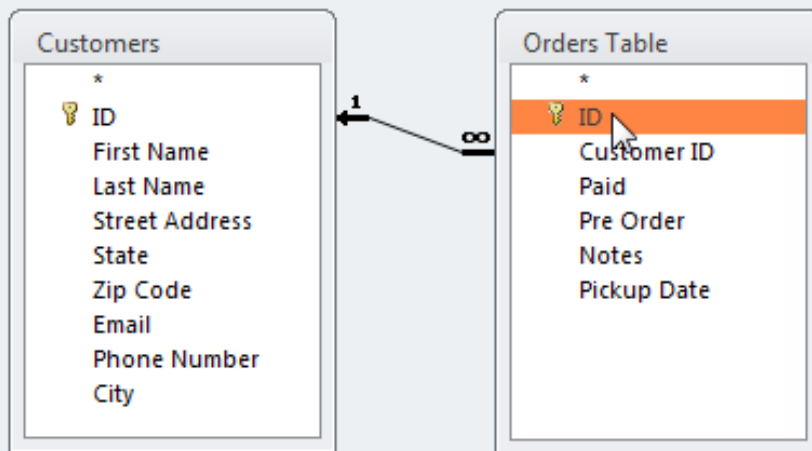 Customers
*
ID
First Name
Last Name
Street Address
State
Zip Code
Email
Phone Number
City
1
∞
Orders Table
*
ID
Customer ID
Paid
Pre Order
Notes
Pickup Date